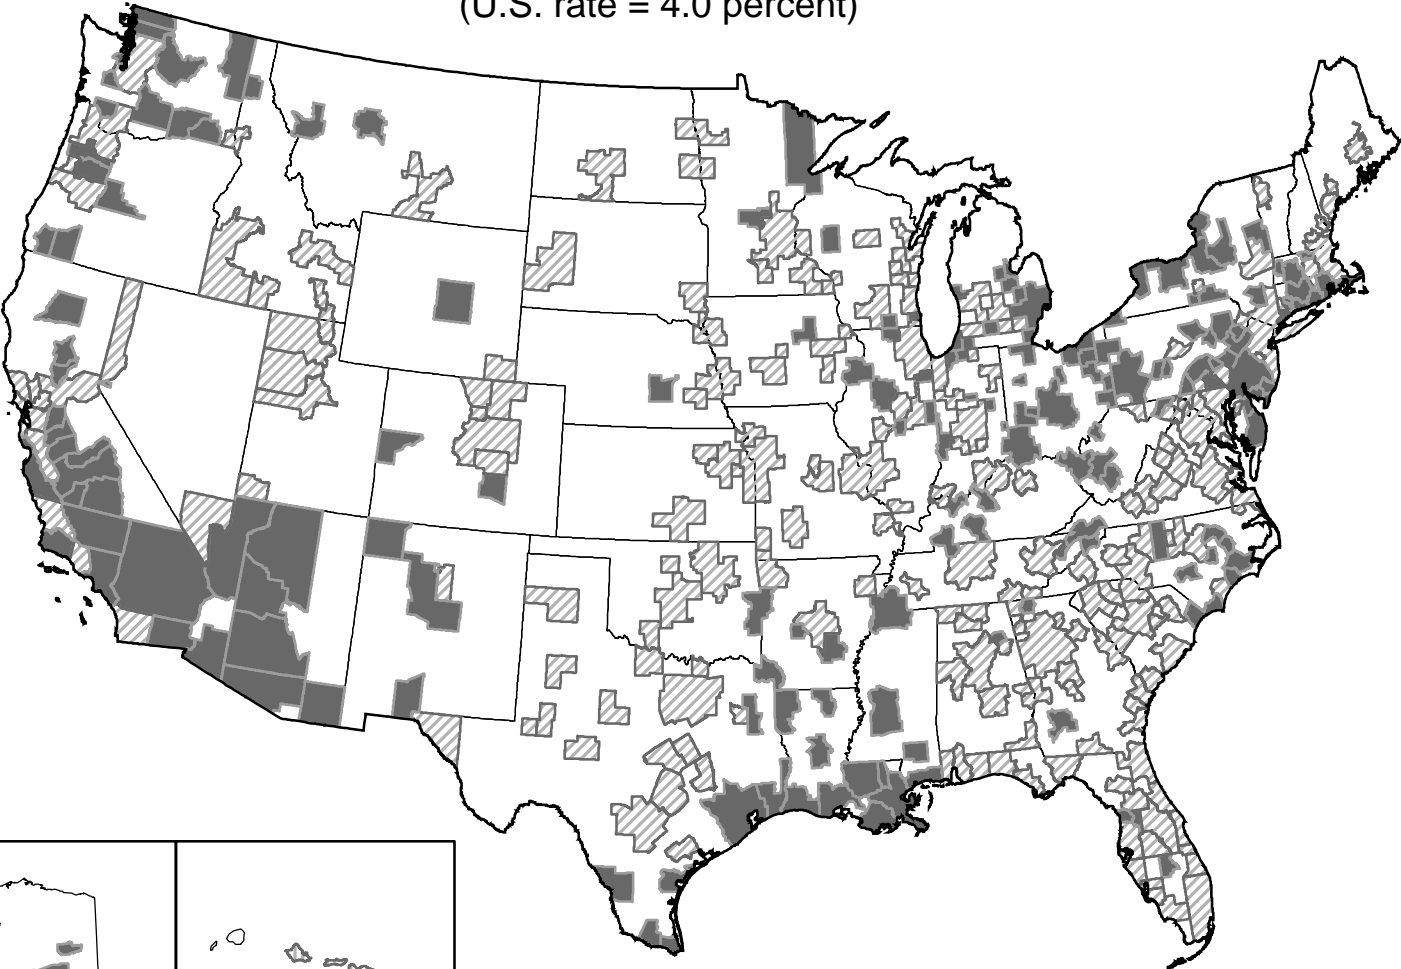 (U.S. rate = 4.0 percent)